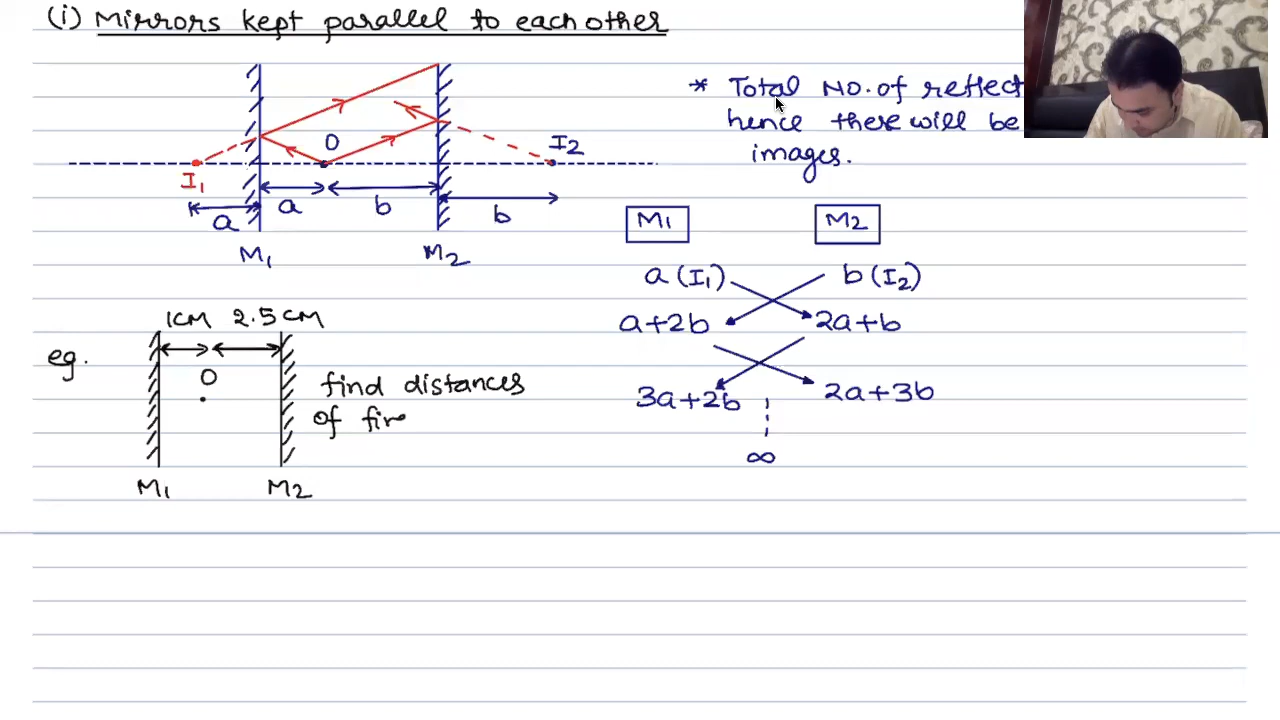 (i) Mirrors kept parallel to each other
* Total No. of reflect
hence there will be
images.
O
I1
I2
a
a
b
b
M1
M2
M1
M2
a (I1)
b (I2)
a+2b
2a+b
3a+2b
2a+3b
∞
eg.
1CM
2.5CM
O
find distances
of fire
M1
M2